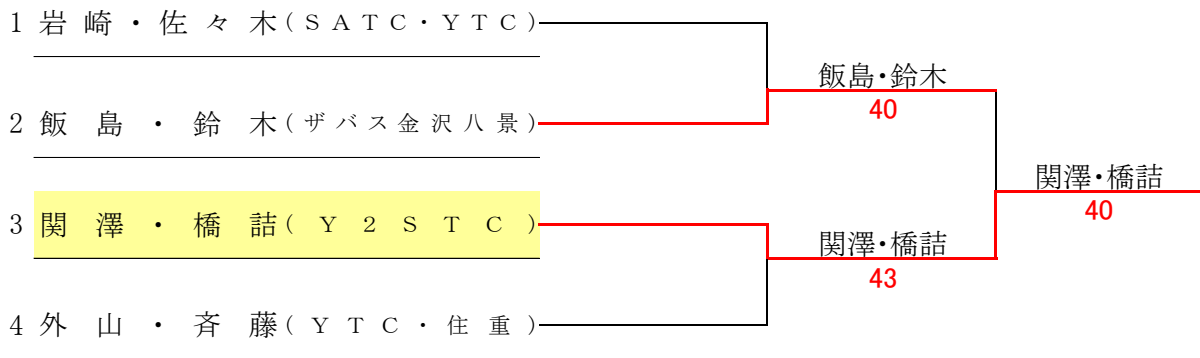 1 岩崎・佐々木(SATC・YTC)
飯島・鈴木
40
2 飯島・鈴木(ザバス金沢八景)
関澤・橋詰
40
3 関澤・橋詰(Y2STC)
関澤・橋詰
43
4 外山・斉藤(YTC・住重)